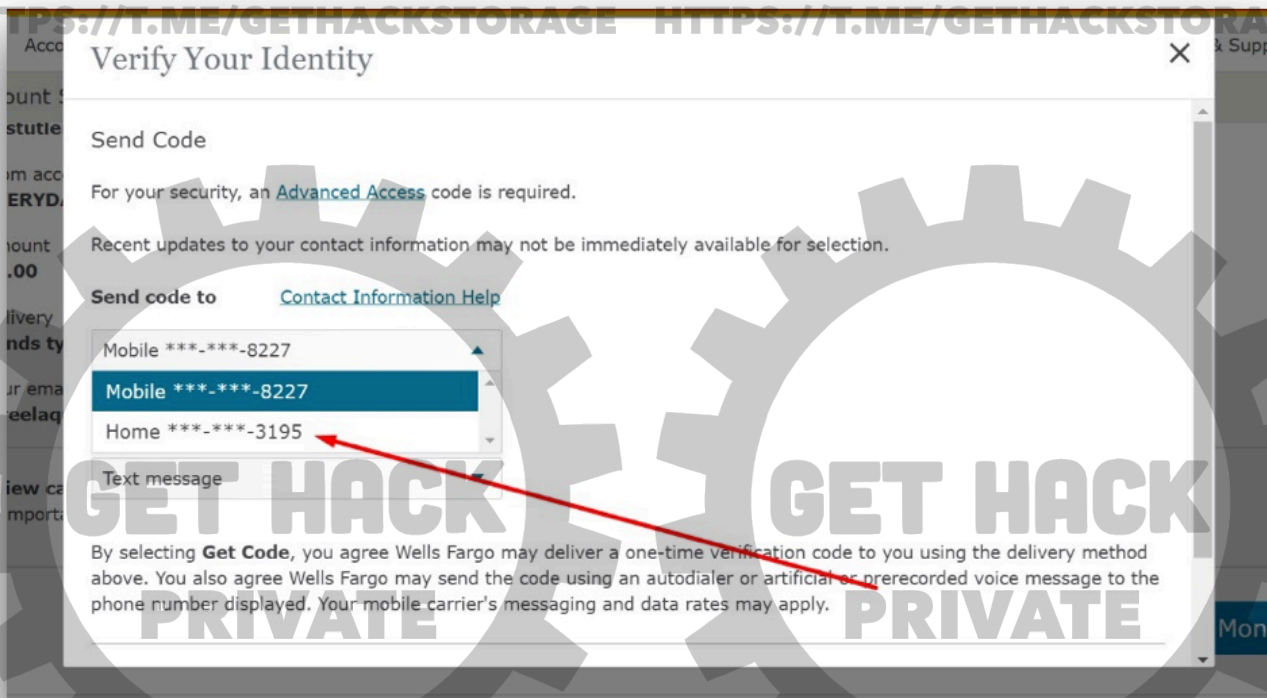 TPS://T.ME/GETHACKSTORAGE HTTPS://T.ME/GETHACKSTORA
Verify Your Identity
Send Code
For your security, an Advanced Access code is required.
Recent updates to your contact information may not be immediately available for selection.
Send code to Contact Information Help
Mobile ***-***-8227
Mobile ***-***-8227
Home ***-***-3195
Text message
GET HACK GET HACK
By selecting Get Code, you agree Wells Fargo may deliver a one-time verification code to you using the delivery method
above. You also agree Wells Fargo may send the code using an autodialer or artificial or prerecorded voice message to the
phone number displayed. Your mobile carrier's messaging and data rates may apply.
PRIVATE PRIVATE
Mon